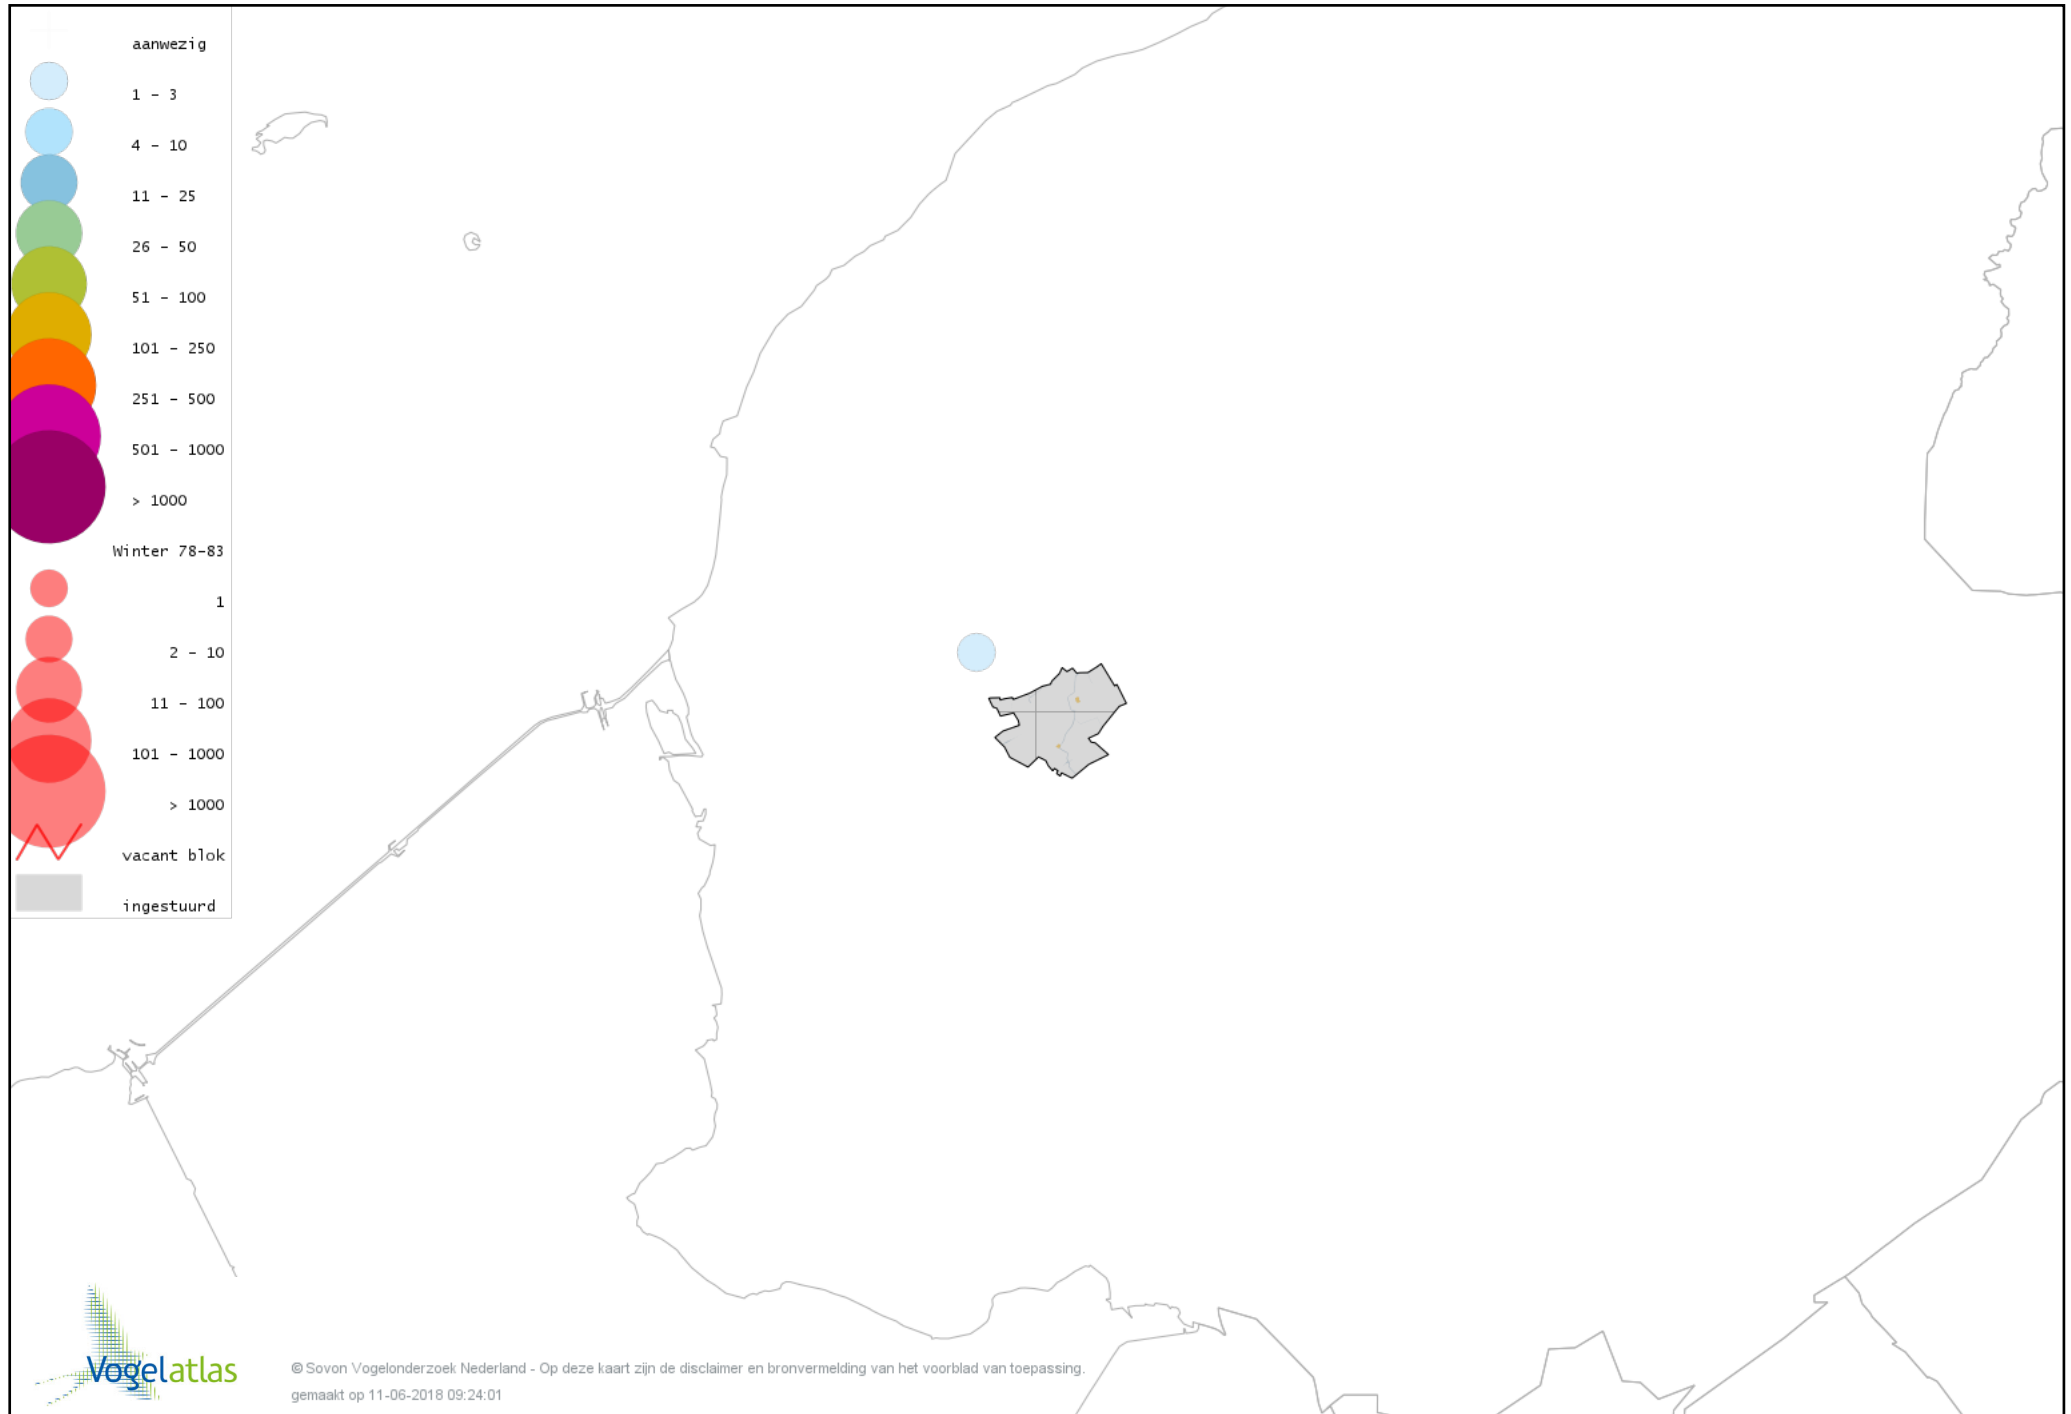 aanwezig
1 - 3
4 - 10
11 - 25
26 - 50
51 - 100
101 - 250
251 - 500
501 - 1000
> 1000
Winter 78-83
1
2 - 10
11 - 100
101 - 1000
> 1000
vacant blok
ingestuurd
Vogelatlas
© Sovon Vogelonderzoek Nederland - Op deze kaart zijn de disclaimer en bronvermelding van het voorblad van toepassing.
gemaakt op 11-06-2018 09:24:01